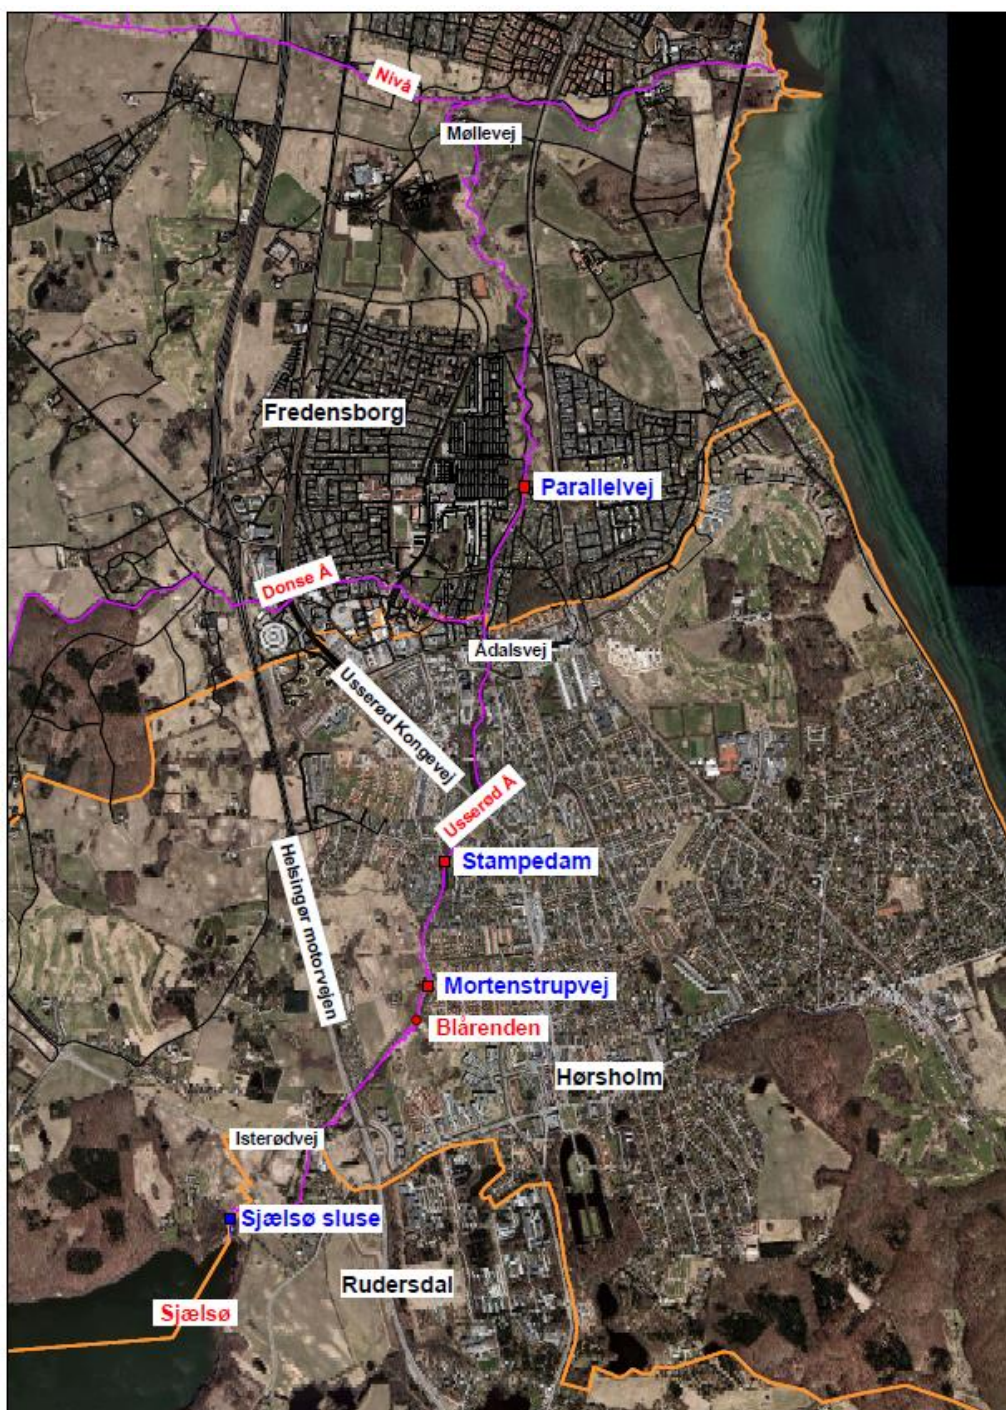 Nivå
Møllevej
Fredensborg
Parallelvej
Donse Å
Ådalsvej
Usserød Kongevej
Usserød Å
Stampedam
Helsingør motorvejen
Mortenstrupvej
Blårenden
Hørsholm
Isterødvej
Sjælsø sluse
Rudersdal
Sjælsø